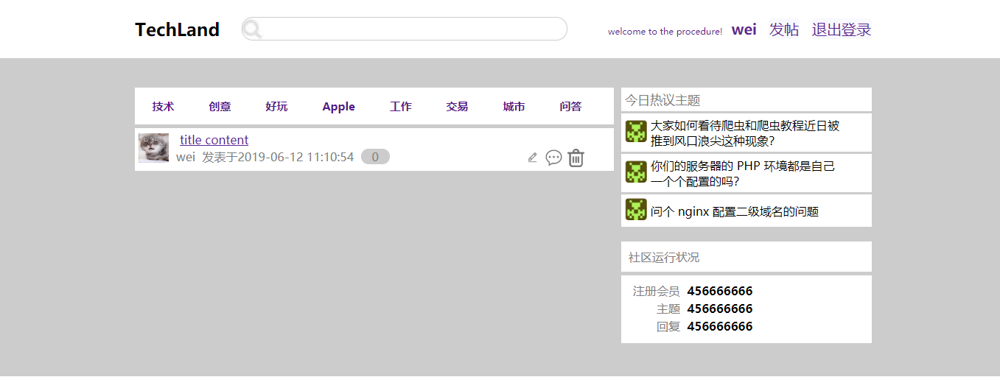 TechLand
welcome to the procedure! wei 发帖 退出登录
技术 创意 好玩 Apple 工作 交易 城市 问答
title content
wei 发表于2019-06-12 11:10:54 0
今日热议主题
大家如何看待爬虫和爬虫教程近日被
推到风口浪尖这种现象?
你们的服务器的 PHP 环境都是自己
一个个配置的吗?
问个 nginx 配置二级域名的问题
社区运行状况
注册会员 456666666
主题 456666666
回复 456666666